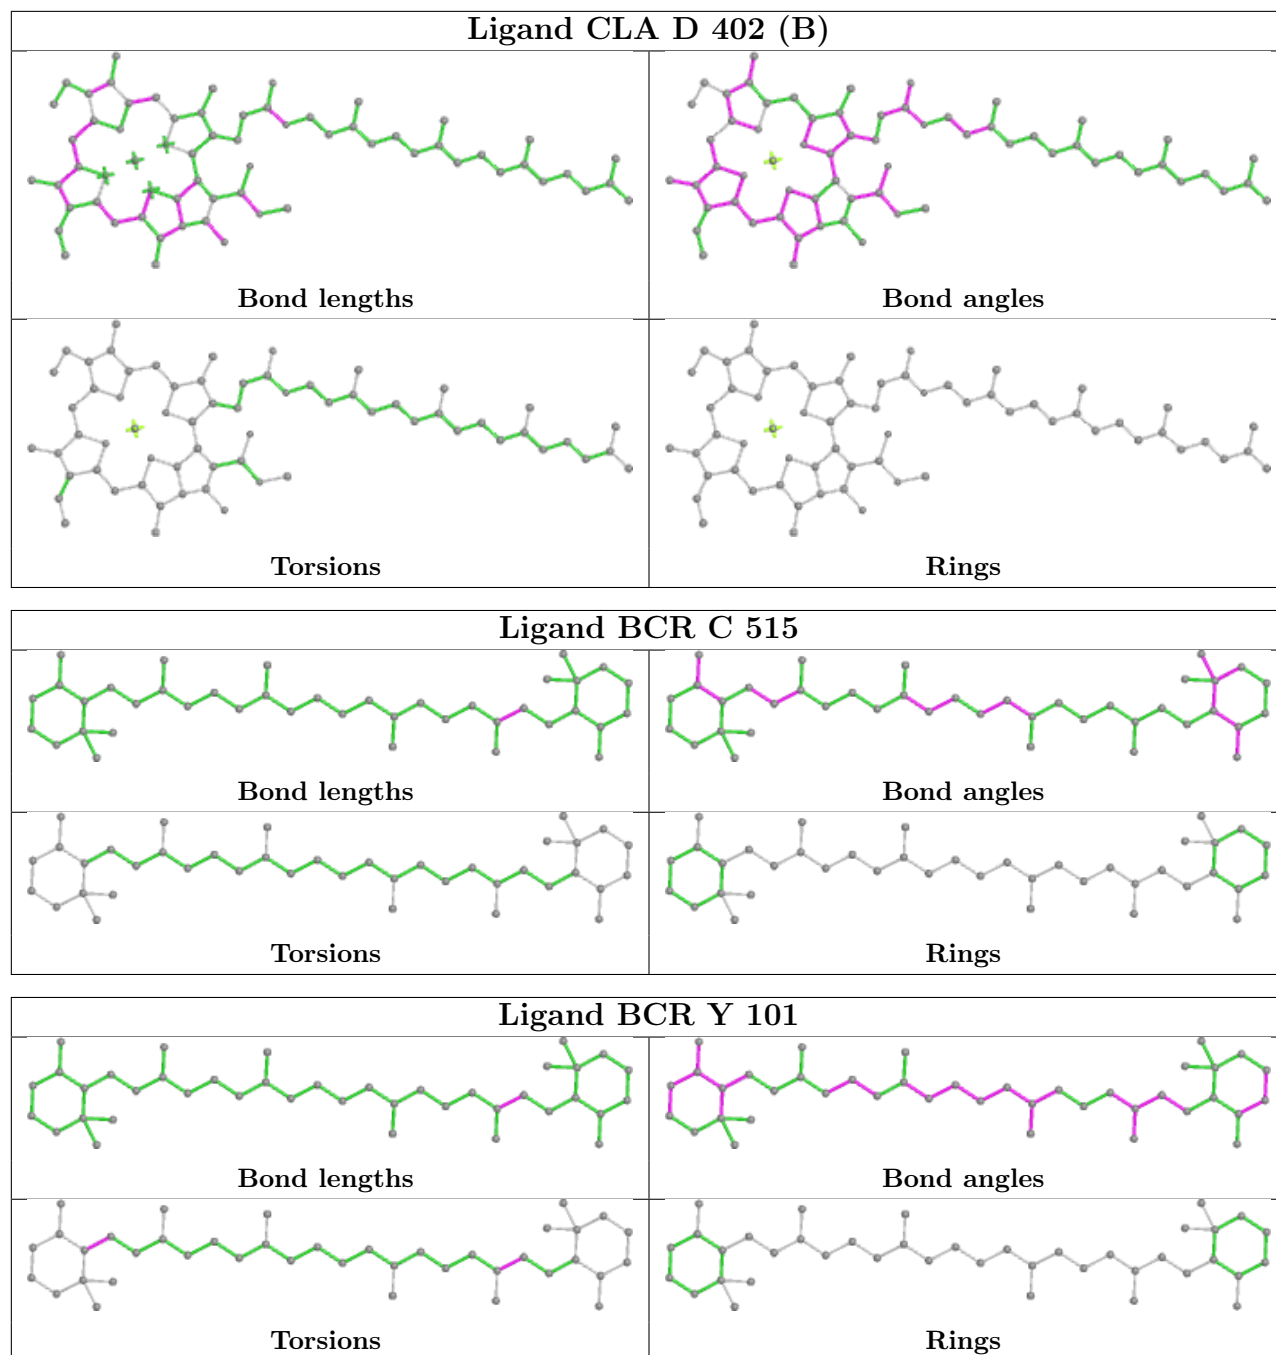 Ligand CLA D 402 (B)
Bond lengths
Bond angles
Torsions
Rings
Ligand BCR C 515
Bond lengths
Bond angles
Torsions
Rings
Ligand BCR Y 101
Bond lengths
Bond angles
Torsions
Rings